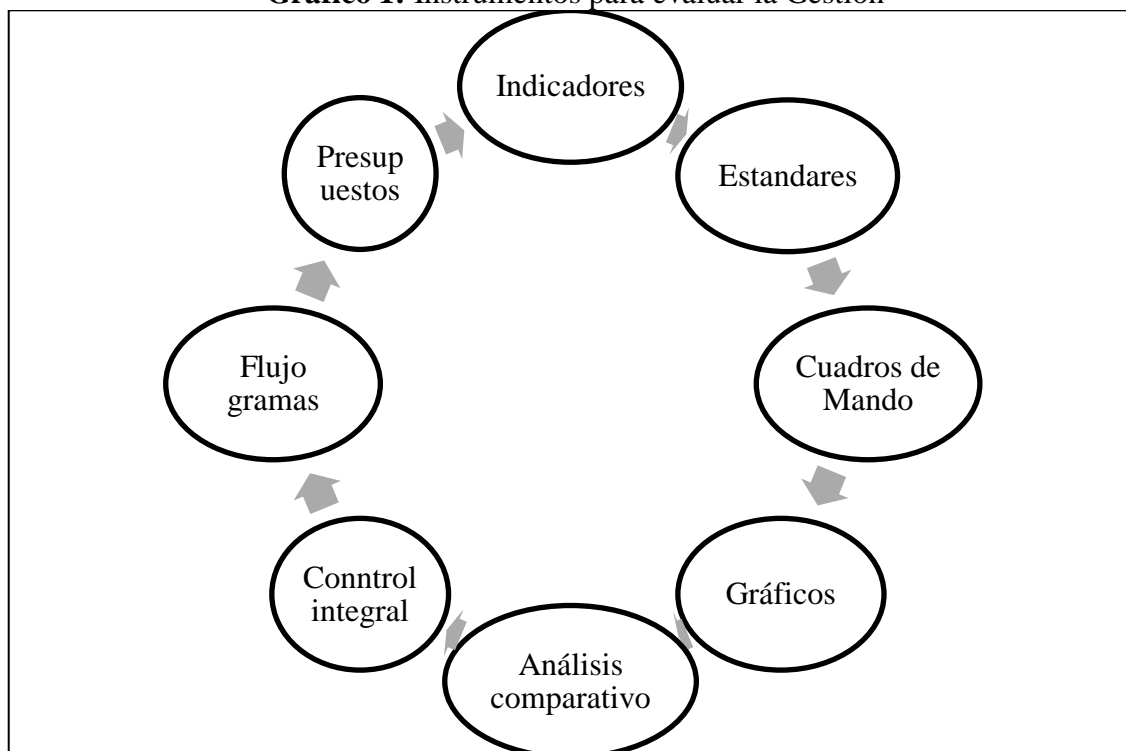 Gráfico 1: Instrumentos para evaluar la Gestión
Indicadores
Estandares
Cuadros de
Mando
Gráficos
Análisis
comparativo
Conntrol
integral
Flujo
gramas
Presup
uestos